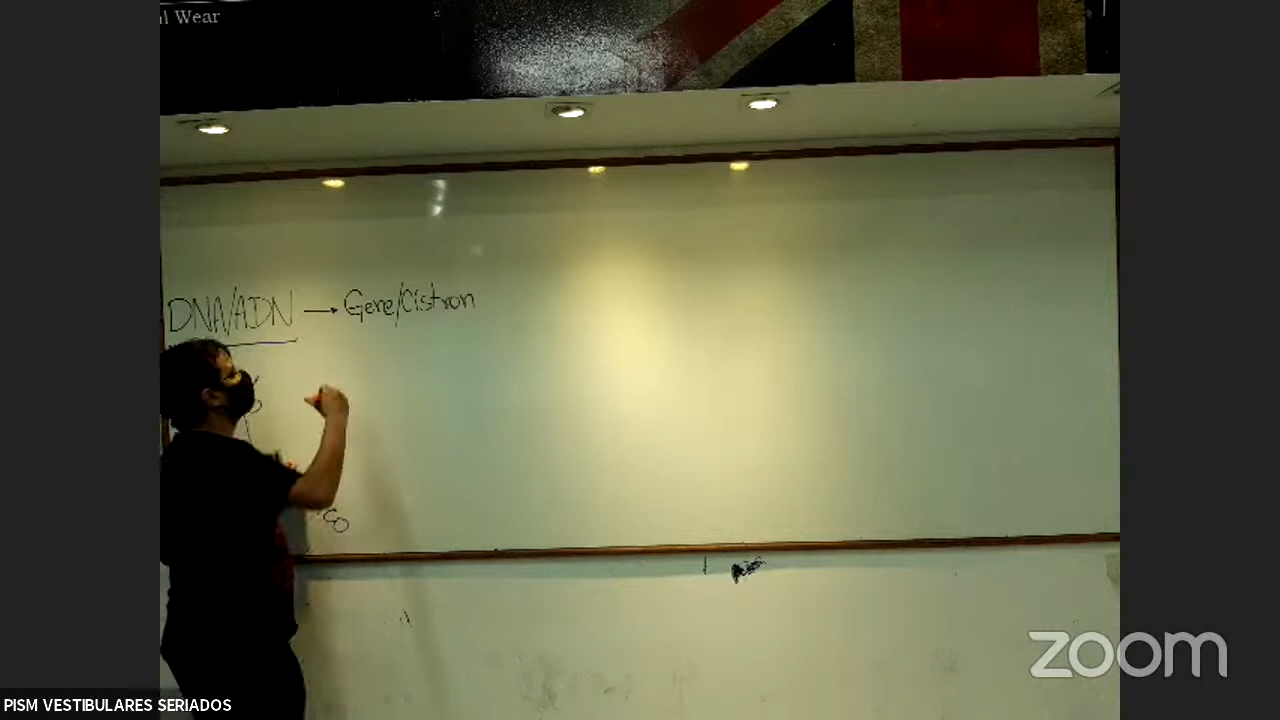 l Wear
DNA/ADN → Gene/Cistron
zoom
PISM VESTIBULARES SERIADOS